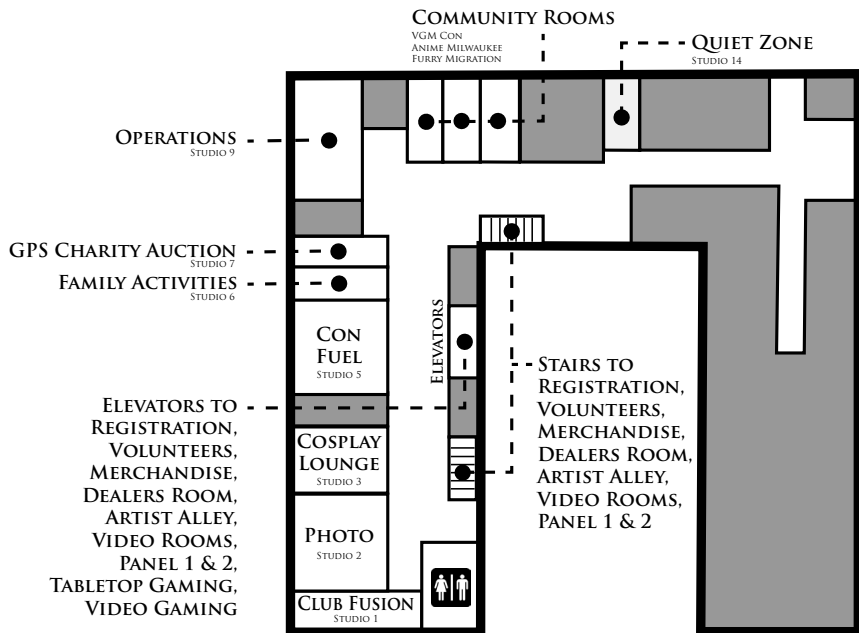 COMMUNITY ROOMS
VGM CON
ANIME MILWAUKEE
FURRY MIGRATION
QUIET ZONE
STUDIO 14
OPERATIONS
STUDIO 9
GPS CHARITY AUCTION
STUDIO 7
FAMILY ACTIVITIES
STUDIO 6
CON
FUEL
STUDIO 5
ELEVATORS
ELEVATORS TO
REGISTRATION,
VOLUNTEERS,
MERCHANDISE,
DEALERS ROOM,
ARTIST ALLEY,
VIDEO ROOMS,
PANEL 1 & 2,
TABLETOP GAMING,
VIDEO GAMING
STAIRS TO
REGISTRATION,
VOLUNTEERS,
MERCHANDISE,
DEALERS ROOM,
ARTIST ALLEY,
VIDEO ROOMS,
PANEL 1 & 2
COSPLAY
LOUNGE
STUDIO 3
PHOTO
STUDIO 2
CLUB FUSION
STUDIO 1